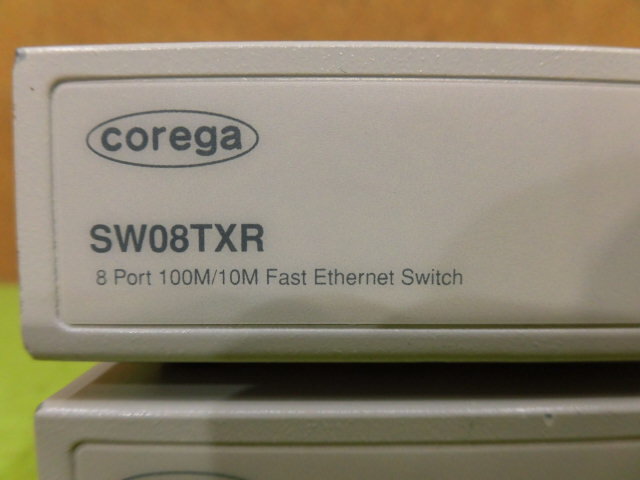 corega
SW08TXR
8 Port 100M/10M Fast Ethernet Switch